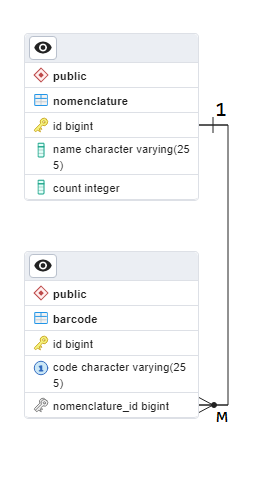 public
1
nomenclature
id bigint
name character varying(25
5)
count integer
public
barcode
id bigint
1 code character varying(25
5)
nomenclature_id bigint
M